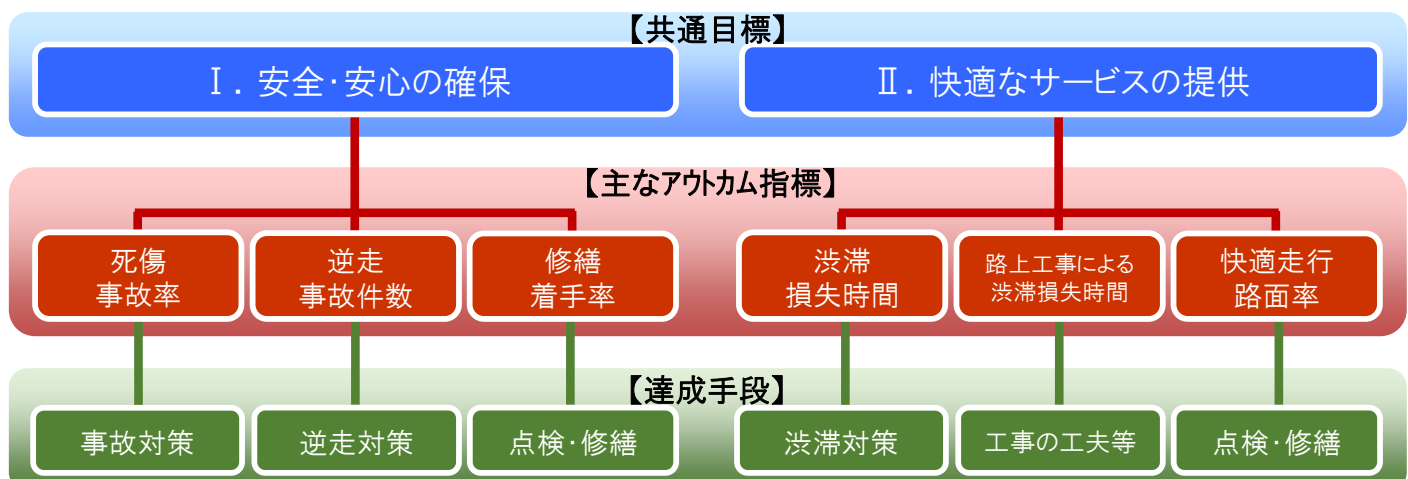 【共通目標】
Ⅰ．安全･安心の確保
Ⅱ．快適なサービスの提供
【主なアウトカム指標】
死傷
事故率
逆走
事故件数
修繕
着手率
渋滞
損失時間
路上工事による
渋滞損失時間
快適走行
路面率
【達成手段】
事故対策
逆走対策
点検･修繕
渋滞対策
工事の工夫等
点検･修繕